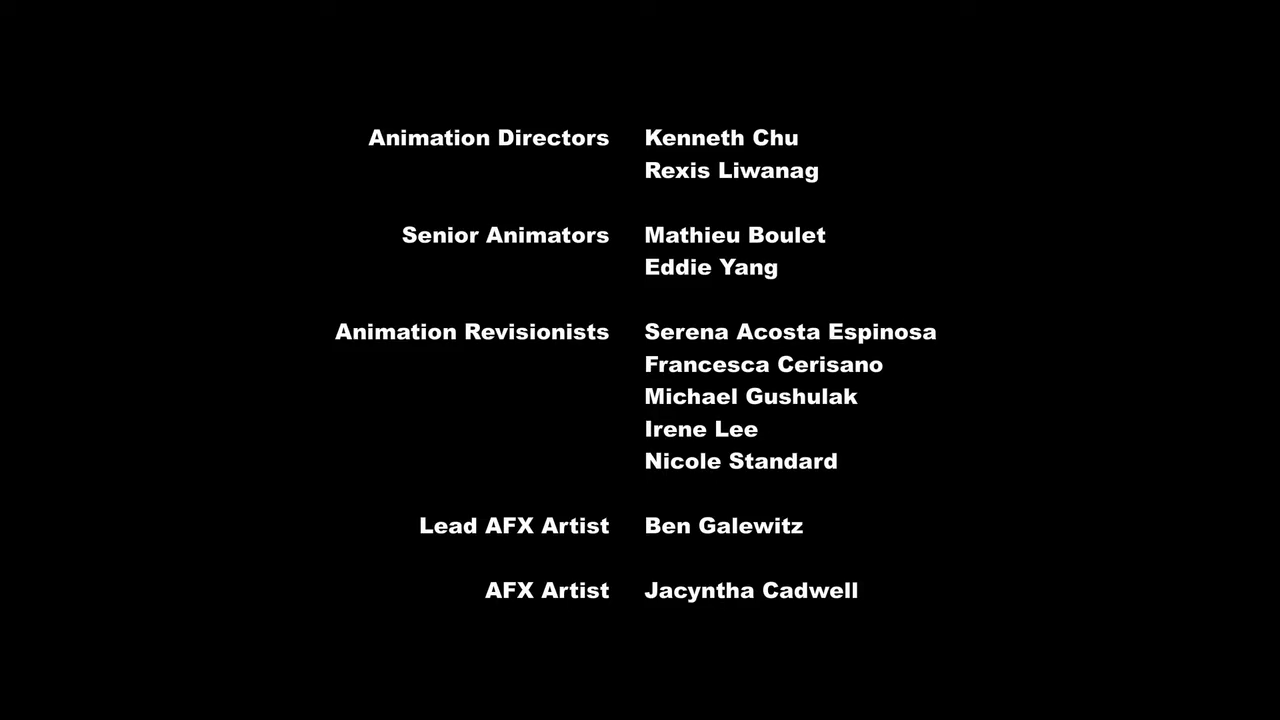 Animation Directors Kenneth Chu
Rexis Liwanag
Senior Animators Mathieu Boulet
Eddie Yang
Animation Revisionists Serena Acosta Espinosa
Francesca Cerisano
Michael Gushulak
Irene Lee
Nicole Standard
Lead AFX Artist Ben Galewitz
AFX Artist Jacyntha Cadwell